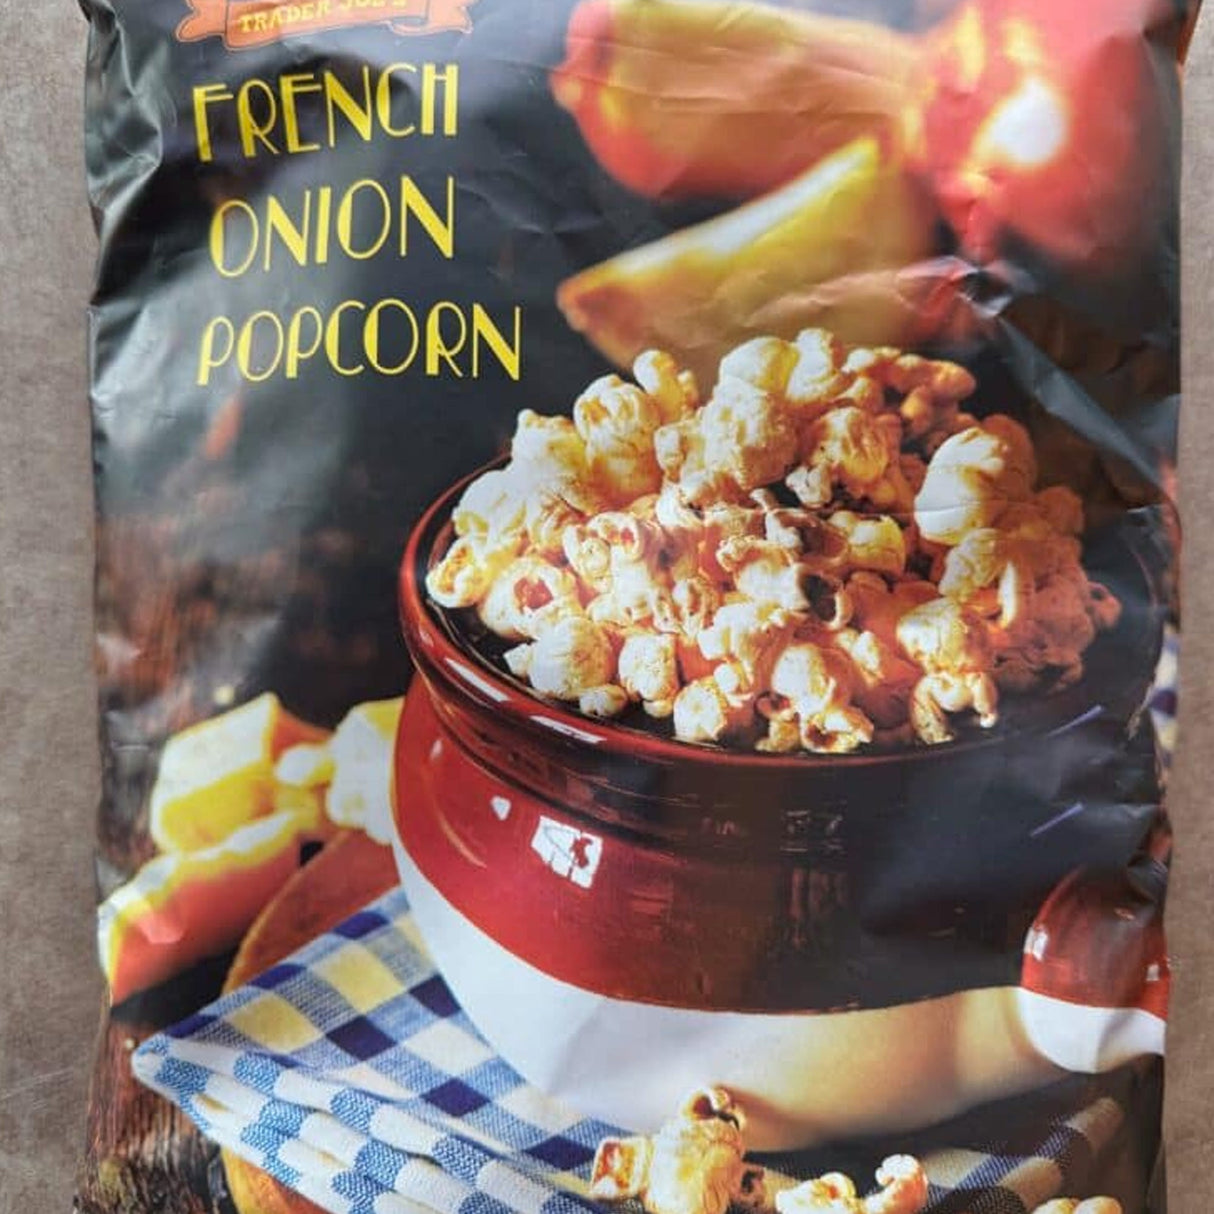 TRADER JOE'S
FRENCH
ONION
POPCORN